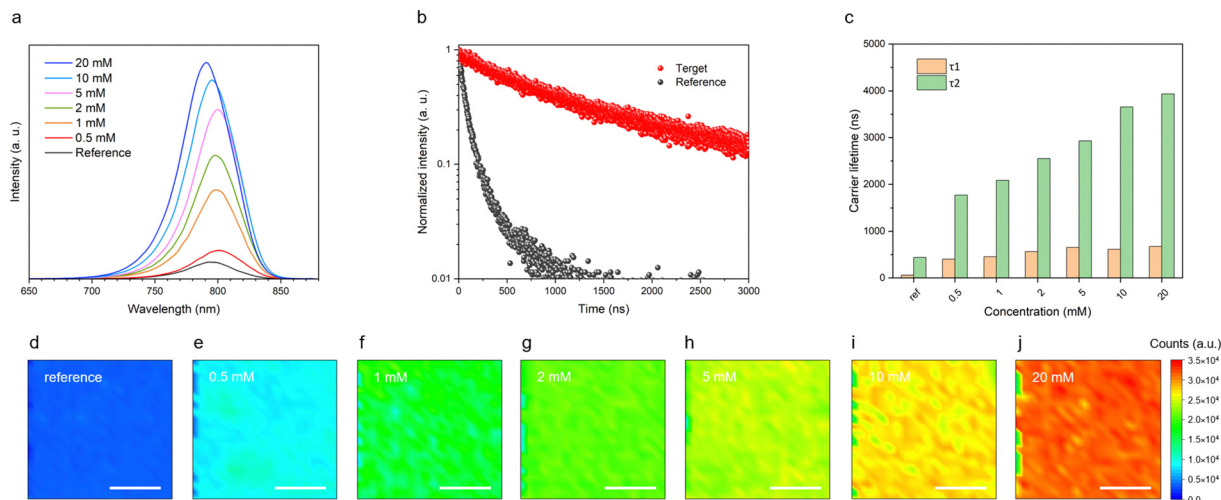 a
20 mM
10 mM
5 mM
2 mM
1 mM
0.5 mM
Reference
Intensity (a. u.)
650
700
750
800
850
Wavelength (nm)
b
Terget
Reference
Normalized intensity (a. u.)
1
0.1
0.01
0
500
1000
1500
2000
2500
3000
Time (ns)
c
τ1
τ2
Carrier lifetime (ns)
5000
4000
3000
2000
1000
0
ref
0.5
1
2
5
10
20
Concentration (mM)
d
reference
e
0.5 mM
f
1 mM
g
2 mM
h
5 mM
i
10 mM
j
20 mM
Counts (a.u.)
3.5×10⁴
3.0×10⁴
2.5×10⁴
2.0×10⁴
1.5×10⁴
1.0×10⁴
5.0×10³
0.0